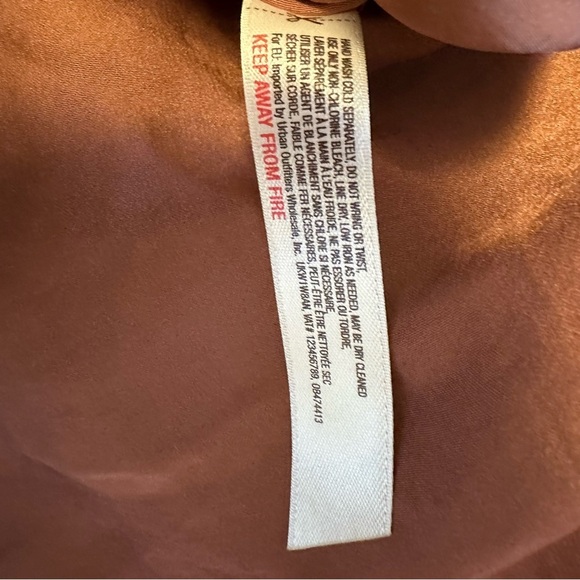 HAND WASH COLD SEPARATELY, DO NOT WRING OR TWIST,
USE ONLY NON-CHLORINE BLEACH, LINE DRY, LOW IRON AS NEEDED, MAY BE DRY CLEANED
LAVER SÉPARÉMENT À LA MAIN À L'EAU FROIDE, NE PAS ESSORER OU TORDRE,
UTILISER UN AGENT DE BLANCHIMENT SANS CHLORE SI NÉCESSAIRE,
SÉCHER SUR CORDE, FAIBLE COMME FER NÉCESSAIRES, PEUT-ÊTRE ÊTRE NETTOYÉE SEC
KEEP AWAY FROM FIRE
For EU: Imported by Urban Outfitters Wholesale, Inc. UKW1W8AN, VAT# 123456789, OB474413